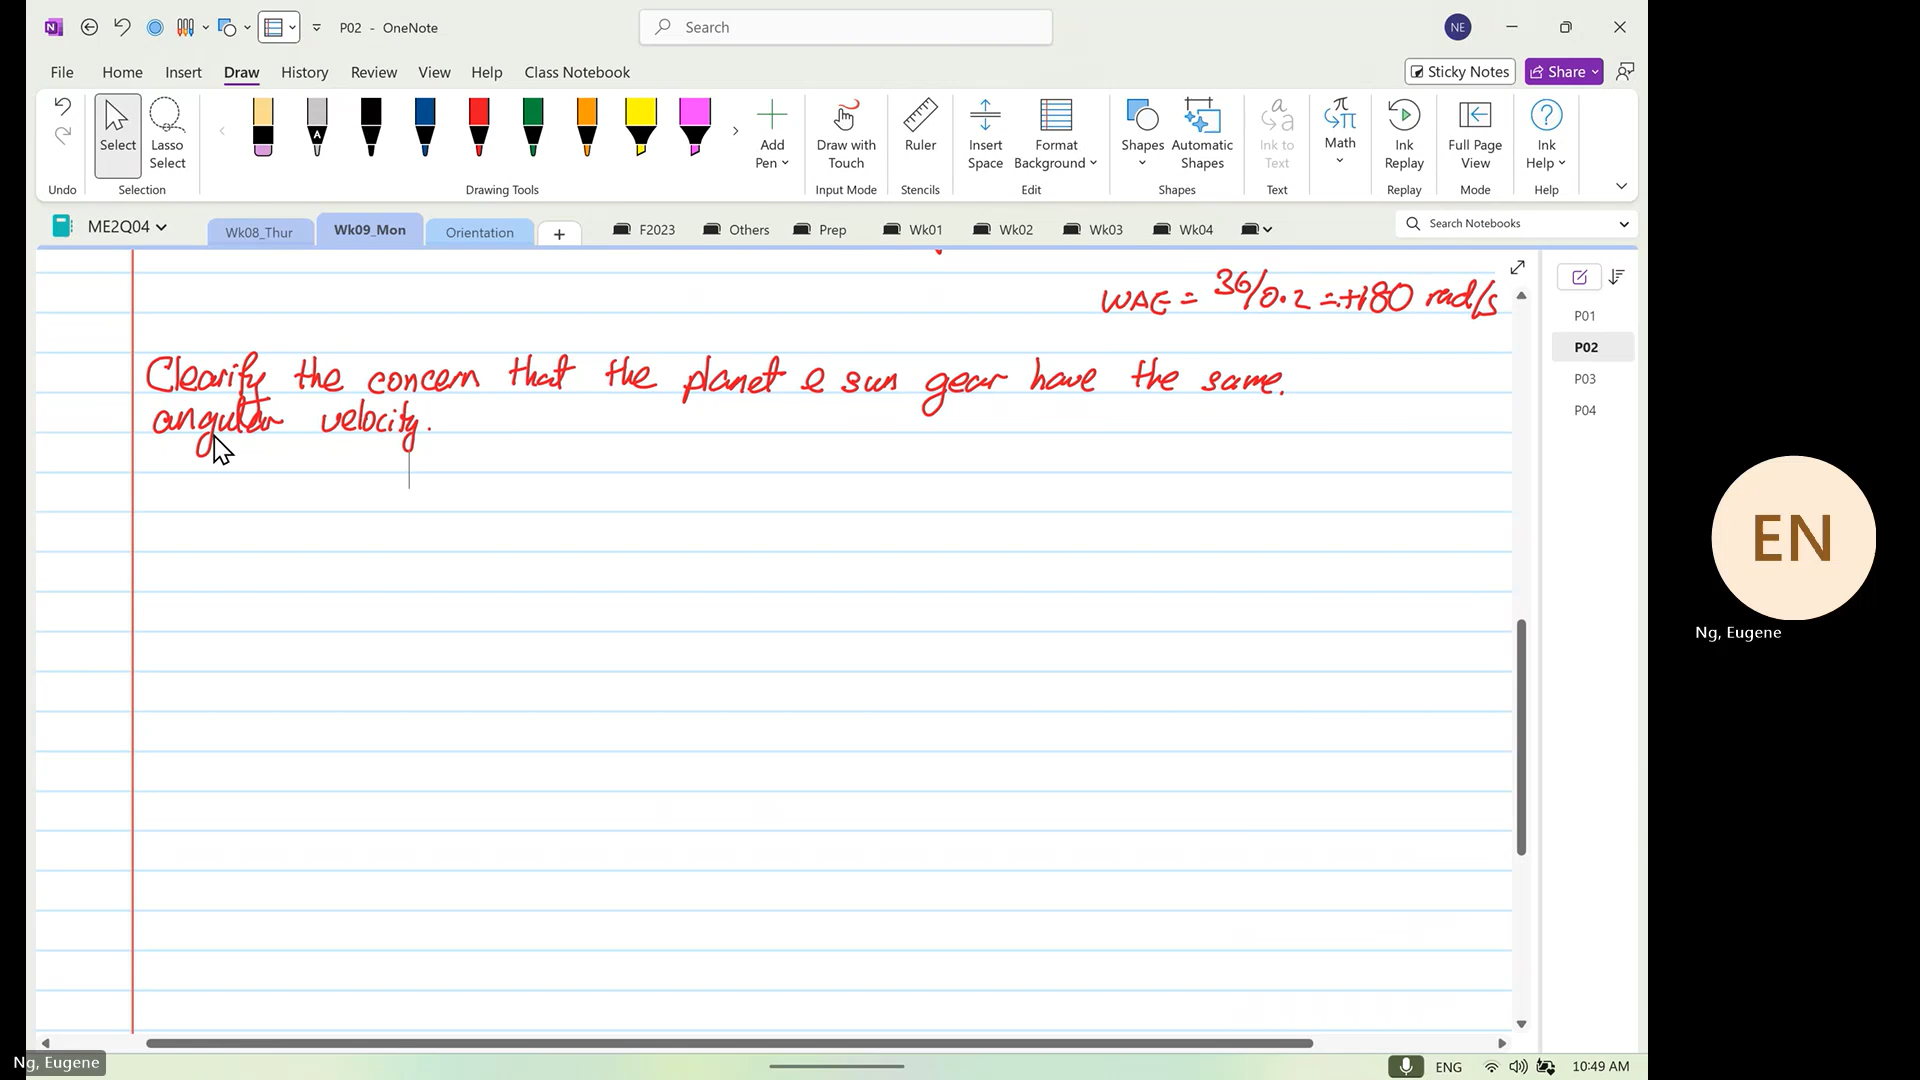 P02 - OneNote
Search
NE
File Home Insert Draw History Review View Help Class Notebook
Sticky Notes
Share
Select
Lasso Select
A
Add Pen
Draw with Touch
Ruler
Insert Space
Format Background
Shapes
Automatic Shapes
Ink to Text
Math
Ink Replay
Full Page View
Ink Help
Undo
Selection
Drawing Tools
Input Mode
Stencils
Edit
Shapes
Text
Replay
Mode
Help
ME2Q04
Wk08_Thur
Wk09_Mon
Orientation
F2023
Others
Prep
Wk01
Wk02
Wk03
Wk04
Search Notebooks
WAE = 36/0.2 = +180 rad/s
Clearify the concern that the planet & sun gear have the same.
angular velocity.
P01
P02
P03
P04
EN
Ng, Eugene
Ng, Eugene
ENG
10:49 AM